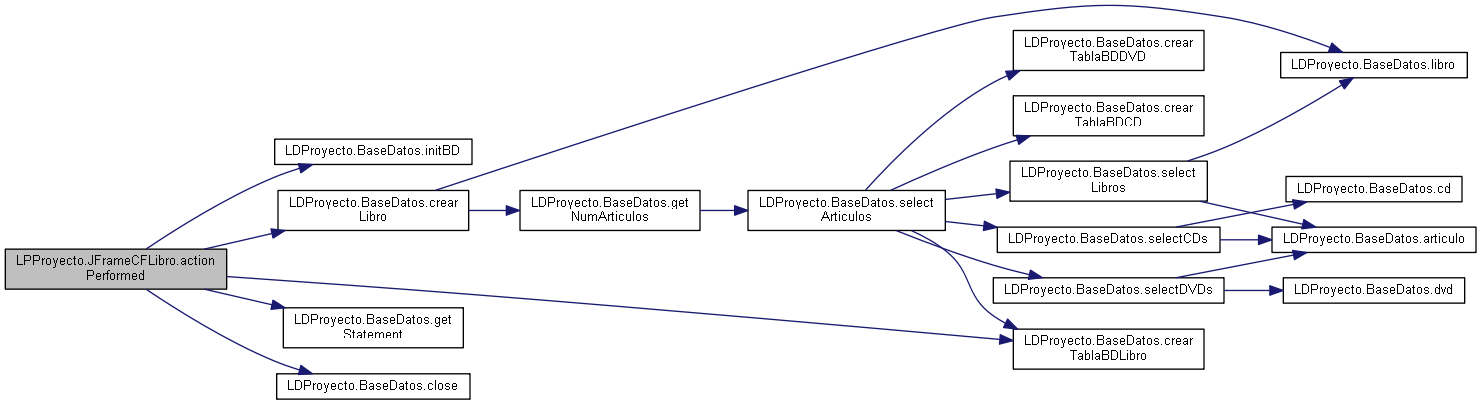 LDProyecto.BaseDatos.crear
TablaBDDVD
LDProyecto.BaseDatos.libro
LDProyecto.BaseDatos.crear
TablaBDCD
LDProyecto.BaseDatos.initBD
LDProyecto.BaseDatos.select
Libros
LDProyecto.BaseDatos.cd
LDProyecto.BaseDatos.crear
Libro
LDProyecto.BaseDatos.get
NumArticulos
LDProyecto.BaseDatos.select
Articulos
LDProyecto.BaseDatos.selectCDs
LDProyecto.BaseDatos.articulo
LPProyecto.JFrameCFLibro.action
Performed
LDProyecto.BaseDatos.selectDVDs
LDProyecto.BaseDatos.dvd
LDProyecto.BaseDatos.get
Statement
LDProyecto.BaseDatos.crear
TablaBDLibro
LDProyecto.BaseDatos.close